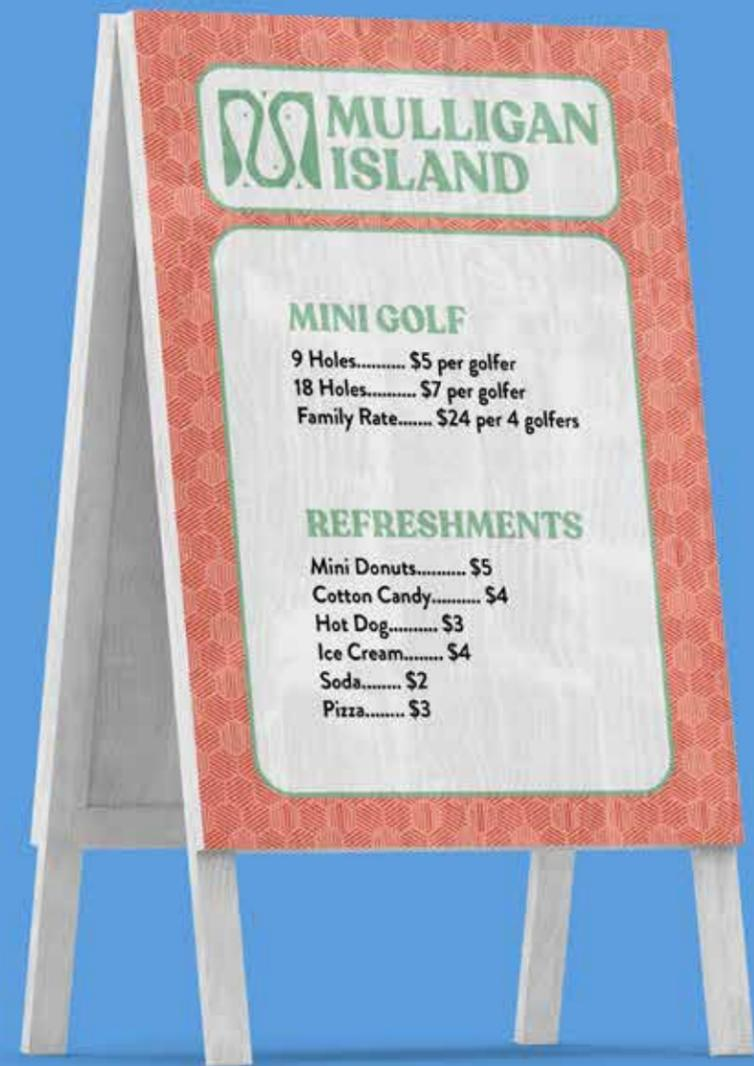 MULLIGAN
ISLAND
MINI GOLF
9 Holes.......... $5 per golfer
18 Holes.......... $7 per golfer
Family Rate....... $24 per 4 golfers
REFRESHMENTS
Mini Donuts.......... $5
Cotton Candy.......... $4
Hot Dog.......... $3
Ice Cream........ $4
Soda........ $2
Pizza........ $3